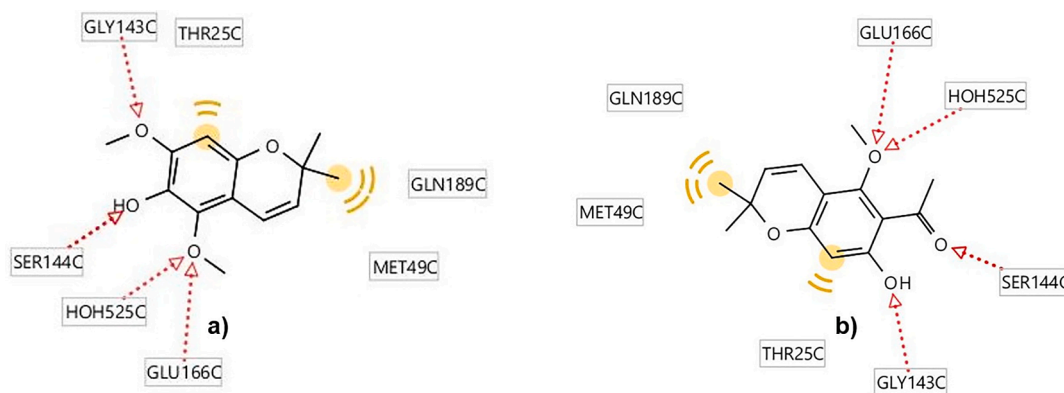 GLY143C THR25C
O
O
HO
SER144C
O
HOH525C
GLU166C
GLN189C
MET49C
a)
GLU166C
HOH525C
GLN189C
O
MET49C
O
O
SER144C
OH
THR25C
GLY143C
b)